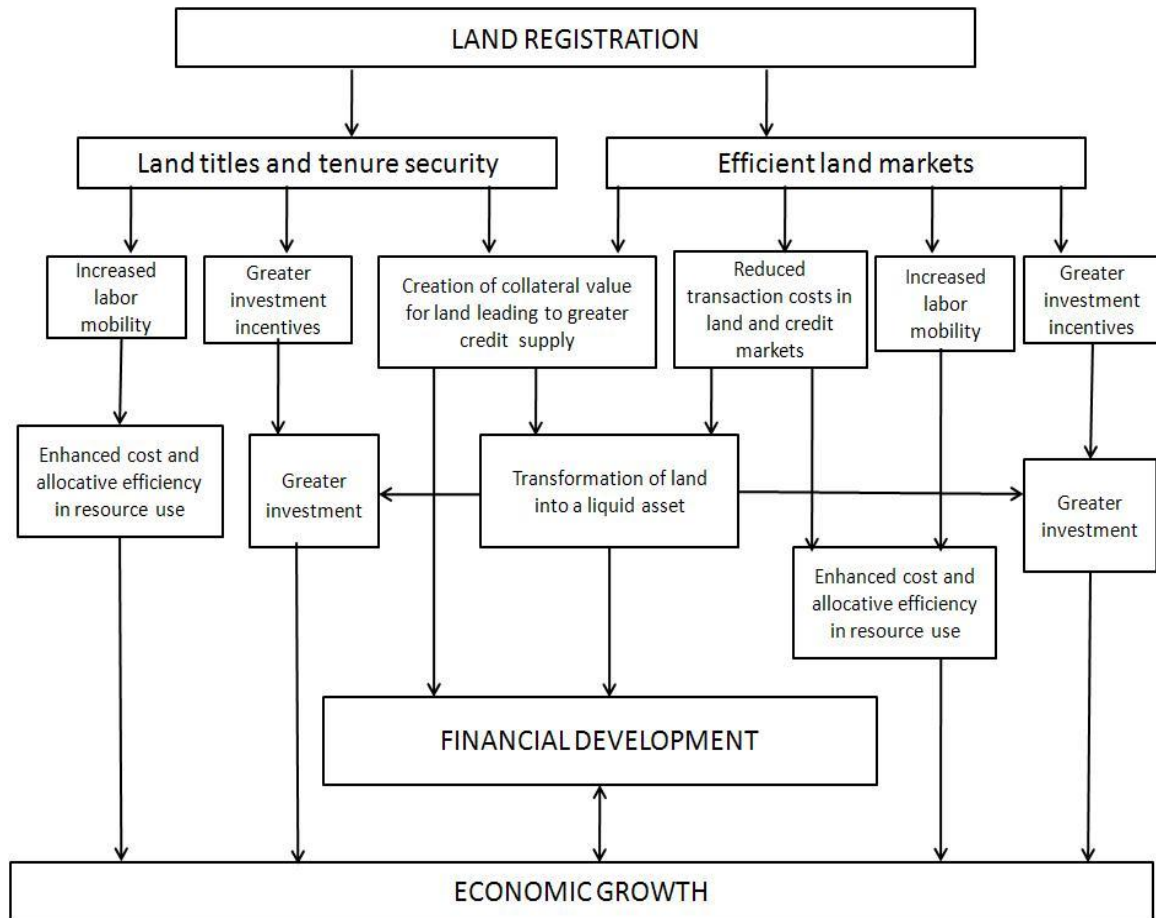 LAND REGISTRATION
Land titles and tenure security
Efficient land markets
Increased
labor
mobility
Greater
investment
incentives
Creation of collateral value
for land leading to greater
credit supply
Reduced
transaction costs in
land and credit
markets
Increased
labor
mobility
Greater
investment
incentives
Enhanced cost and
allocative efficiency
in resource use
Greater
investment
Transformation of land
into a liquid asset
Greater
investment
Enhanced cost and
allocative efficiency
in resource use
FINANCIAL DEVELOPMENT
ECONOMIC GROWTH